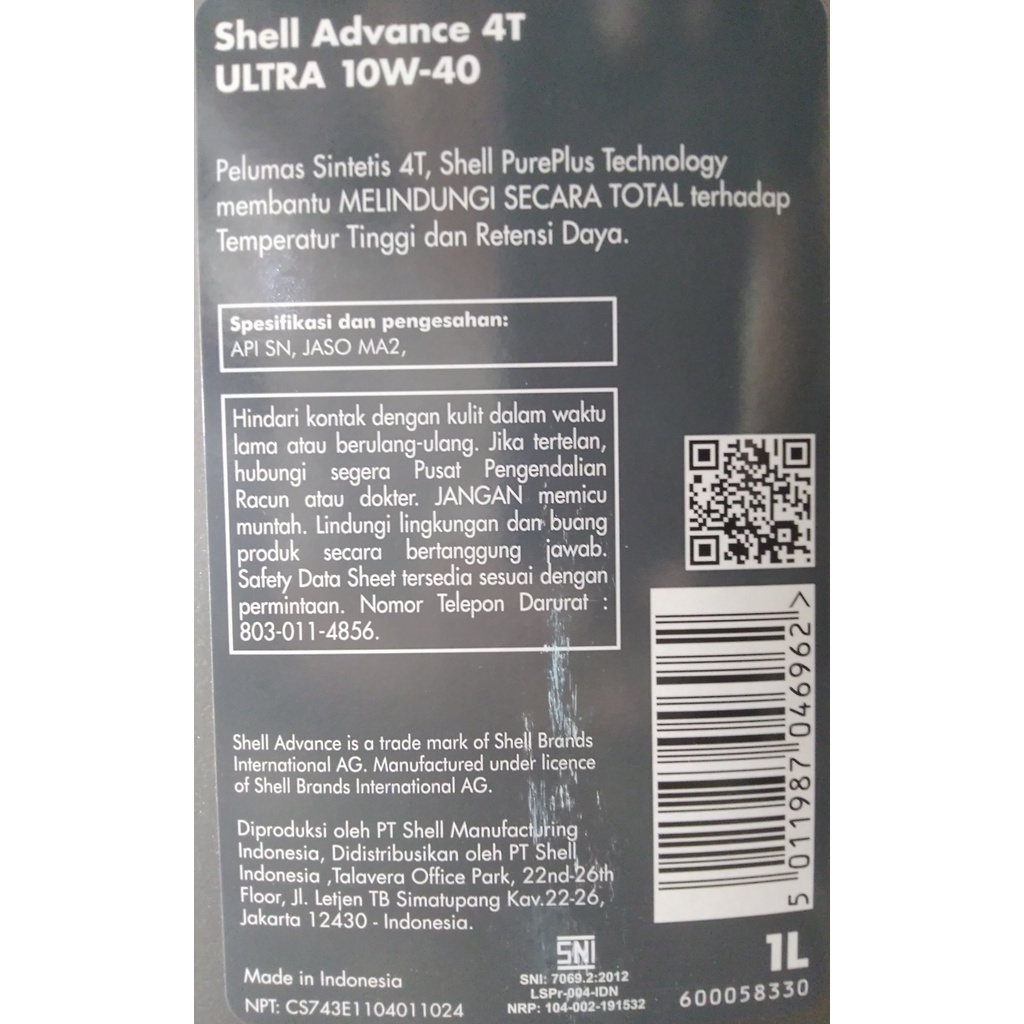 Shell Advance 4T
ULTRA 10W-40
Pelumas Sintetis 4T, Shell PurePlus Technology
membantu MELINDUNGI SECARA TOTAL terhadap
Temperatur Tinggi dan Retensi Daya.
Spesifikasi dan pengesahan:
API SN, JASO MA2,
Hindari kontak dengan kulit dalam waktu
lama atau berulang-ulang. Jika tertelan,
hubungi segera Pusat Pengendalian
Racun atau dokter. JANGAN memicu
muntah. Lindungi lingkungan dan buang
produk secara bertanggung jawab.
Safety Data Sheet tersedia sesuai dengan
permintaan. Nomor Telepon Darurat :
803-011-4856.
5 011987 046962 >
Shell Advance is a trade mark of Shell Brands
International AG. Manufactured under licence
of Shell Brands International AG.
Diproduksi oleh PT Shell Manufacturing
Indonesia, Didistribusikan oleh PT Shell
Indonesia ,Talavera Office Park, 22nd-26th
Floor, Jl. Letjen TB Simatupang Kav.22-26,
Jakarta 12430 - Indonesia.
Made in Indonesia
NPT: CS743E1104011024
SNI
SNI: 7069.2:2012
LSPr-004-IDN
NRP: 104-002-191532
1L
600058330